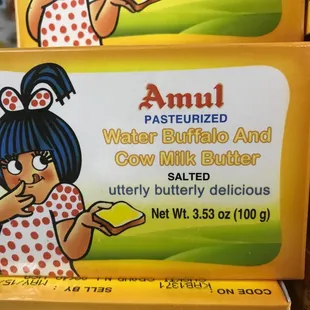 Amul
PASTEURIZED
Water Buffalo And
Cow Milk Butter
SALTED
utterly butterly delicious
Net Wt. 3.53 oz (100 g)
CODE NO
KHB1371
SELL BY :